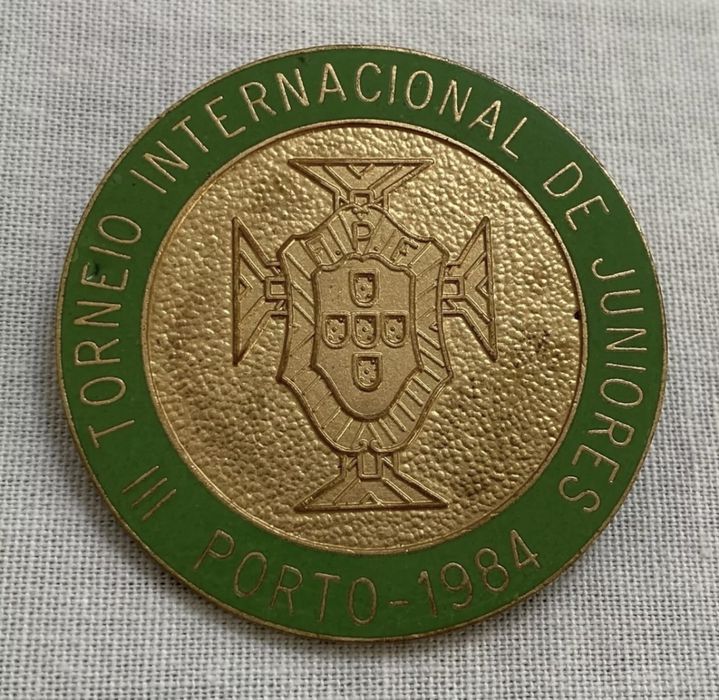 III TORNEIO INTERNACIONAL DE JUNIORES
PORTO-1984